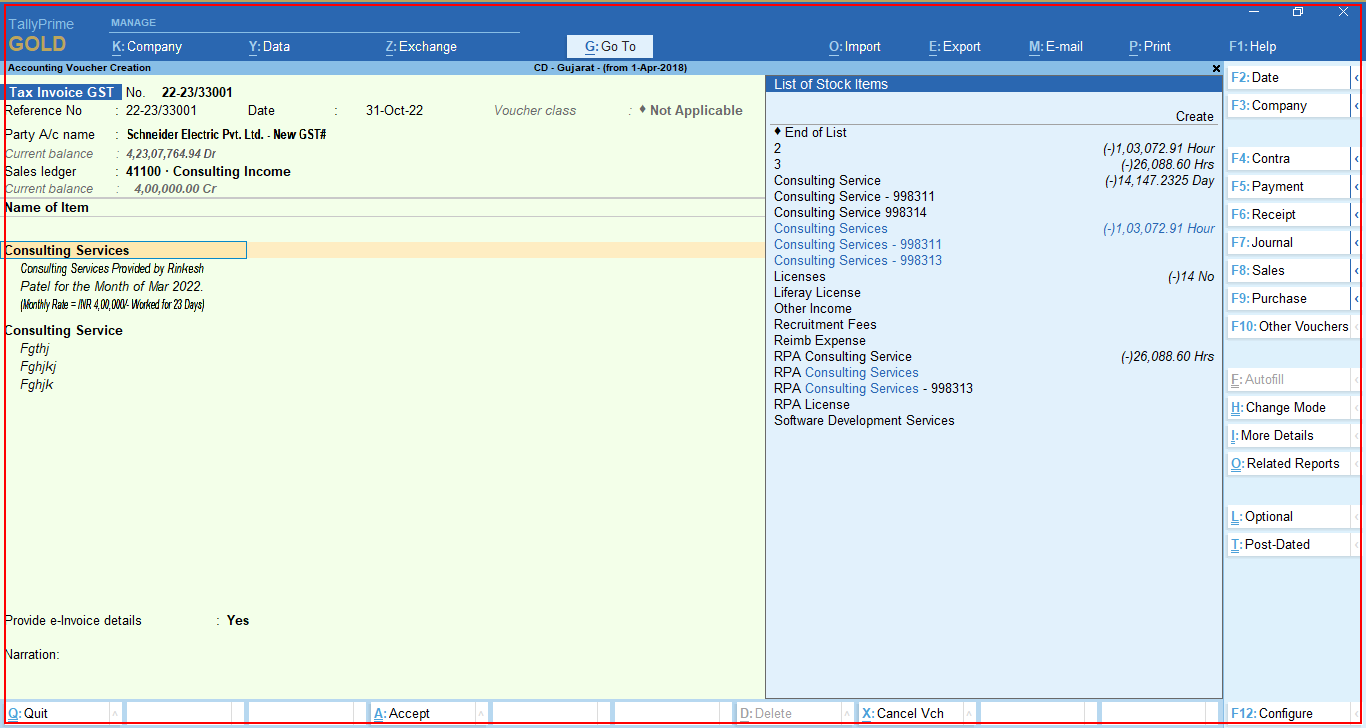 TallyPrime
GOLD
MANAGE
K: Company
Y: Data
Z: Exchange
G: Go To
O: Import
E: Export
M: E-mail
P: Print
F1: Help
Accounting Voucher Creation
CD - Gujarat - (from 1-Apr-2018)
Tax Invoice GST No. 22-23/33001
Reference No : 22-23/33001 Date : 31-Oct-22 Voucher class : ♦ Not Applicable
Party A/c name : Schneider Electric Pvt. Ltd. - New GST#
Current balance : 4,23,07,764.94 Dr
Sales ledger : 41100 · Consulting Income
Current balance : 4,00,000.00 Cr
Name of Item
Consulting Services
Consulting Services Provided by Rinkesh
Patel for the Month of Mar 2022.
(Monthly Rate = INR 4,00,000/- Worked for 23 Days)
Consulting Service
Fgthj
Fghjkj
Fghjk
Provide e-Invoice details : Yes
Narration:
List of Stock Items
Create
♦ End of List
2 (-)1,03,072.91 Hour
3 (-)26,088.60 Hrs
Consulting Service (-)14,147.2325 Day
Consulting Service - 998311
Consulting Service 998314
Consulting Services (-)1,03,072.91 Hour
Consulting Services - 998311
Consulting Services - 998313
Licenses (-)14 No
Liferay License
Other Income
Recruitment Fees
Reimb Expense
RPA Consulting Service (-)26,088.60 Hrs
RPA Consulting Services
RPA Consulting Services - 998313
RPA License
Software Development Services
F2: Date
F3: Company
F4: Contra
F5: Payment
F6: Receipt
F7: Journal
F8: Sales
F9: Purchase
F10: Other Vouchers
F: Autofill
H: Change Mode
I: More Details
O: Related Reports
L: Optional
T: Post-Dated
Q: Quit
A: Accept
D: Delete
X: Cancel Vch
F12: Configure